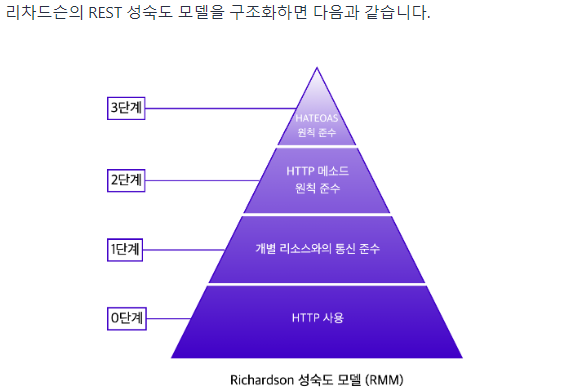 리차드슨의 REST 성숙도 모델을 구조화하면 다음과 같습니다.
3단계
HATEOAS
원칙 준수
2단계
HTTP 메소드
원칙 준수
1단계
개별 리소스와의 통신 준수
0단계
HTTP 사용
Richardson 성숙도 모델 (RMM)